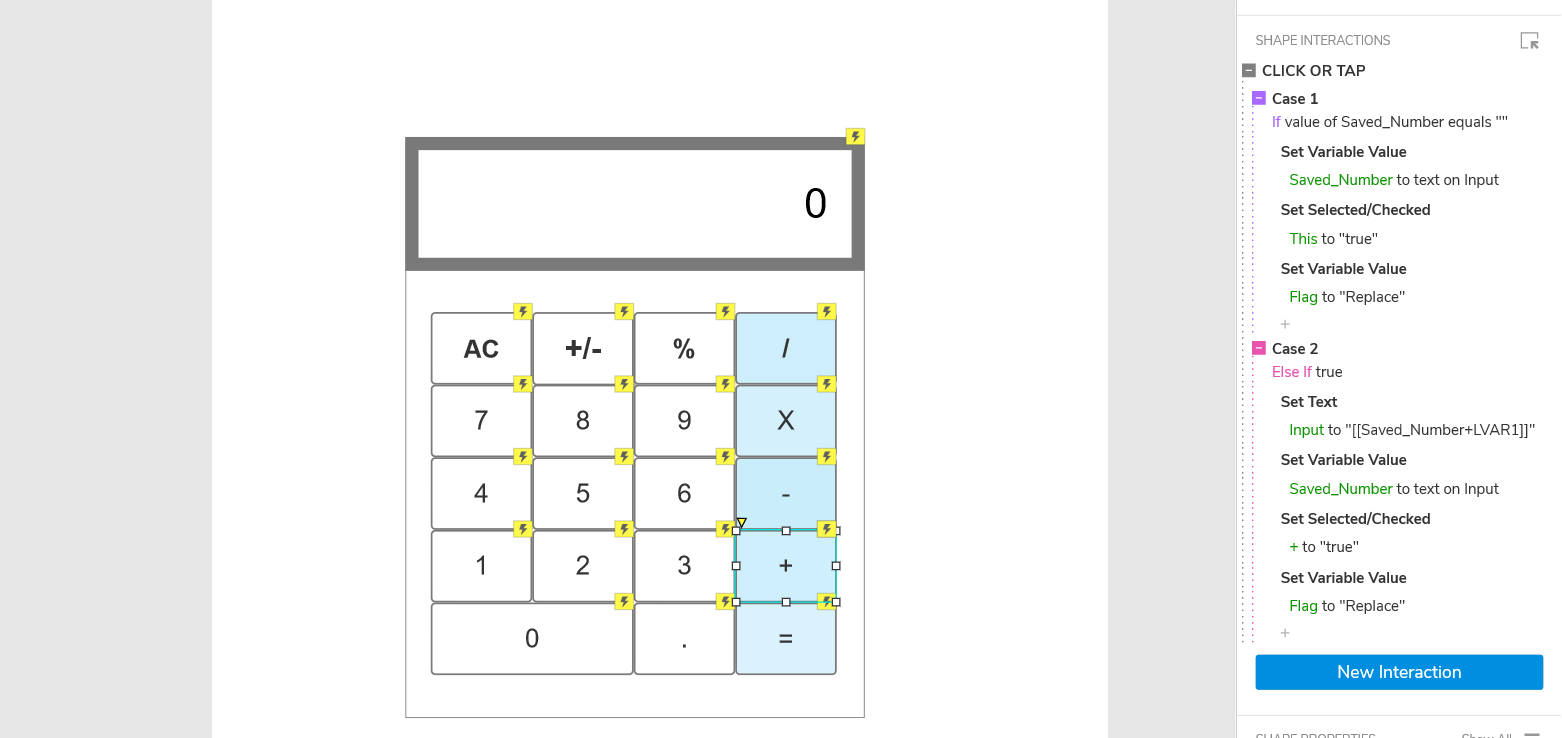 0
AC +/- % /
7 8 9 X
4 5 6 -
1 2 3 +
0 . =
SHAPE INTERACTIONS
CLICK OR TAP
Case 1
If value of Saved_Number equals ""
Set Variable Value
Saved_Number to text on Input
Set Selected/Checked
This to "true"
Set Variable Value
Flag to "Replace"
+
Case 2
Else If true
Set Text
Input to "[[Saved_Number+LVAR1]]"
Set Variable Value
Saved_Number to text on Input
Set Selected/Checked
+ to "true"
Set Variable Value
Flag to "Replace"
+
New Interaction
SHAPE PROPERTIES Show All